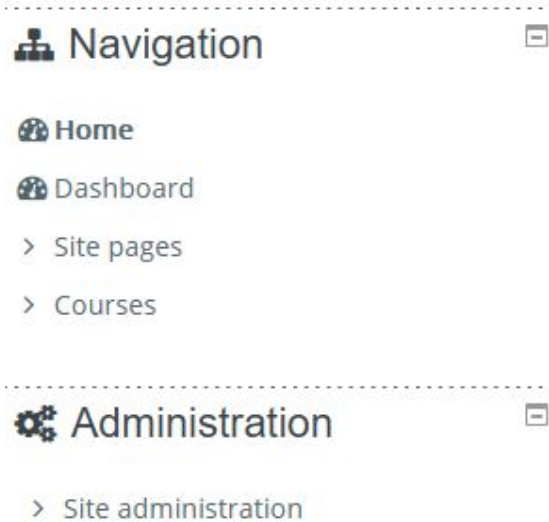 Navigation
Home
Dashboard
Site pages
Courses
Administration
Site administration